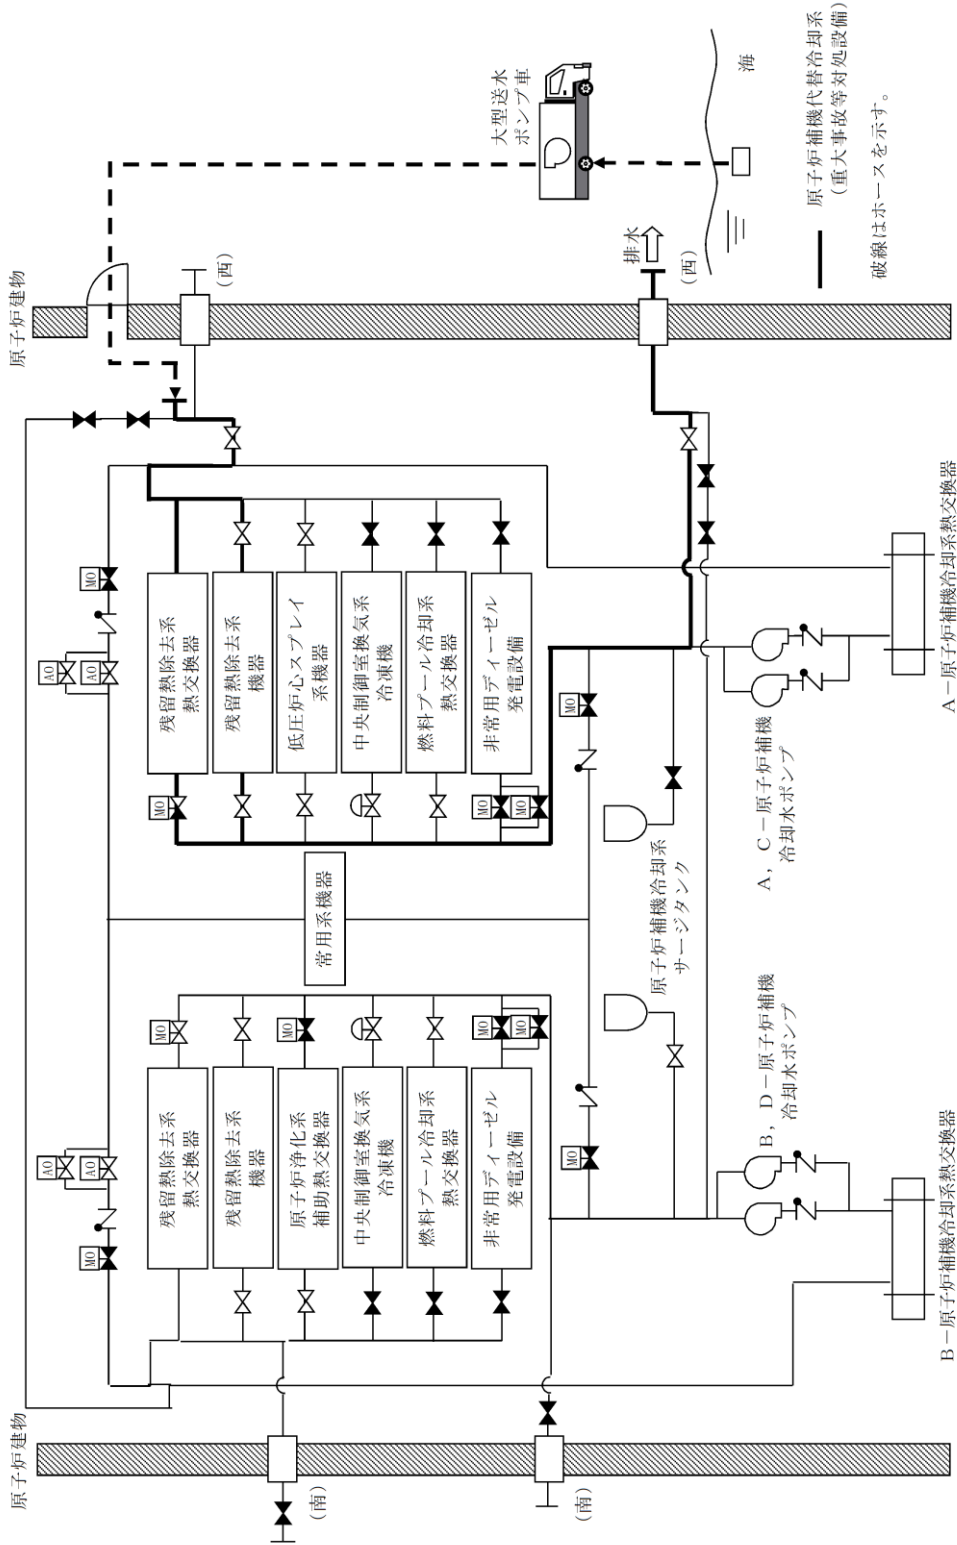 原子炉建物
原子炉建物
(南)
(南)
(西)
(西)
排水
大型送水
ポンプ車
海
原子炉補機代替冷却系
(重大事故等対処設備)
破線はホースを示す。
MO
AO
AO
AO
AO
MO
MO
残留熱除去系
熱交換器
残留熱除去系
機器
MO
原子炉浄化系
補助熱交換器
中央制御室換気系
冷凍機
燃料プール冷却系
熱交換器
MO
MO
非常用ディーゼル
発電設備
常用系機器
MO
残留熱除去系
熱交換器
残留熱除去系
機器
低圧炉心スプレイ
系機器
中央制御室換気系
冷凍機
燃料プール冷却系
熱交換器
MO
MO
非常用ディーゼル
発電設備
MO
MO
原子炉補機冷却系
サージタンク
B,D－原子炉補機
冷却水ポンプ
A,C－原子炉補機
冷却水ポンプ
B－原子炉補機冷却系熱交換器
A－原子炉補機冷却系熱交換器